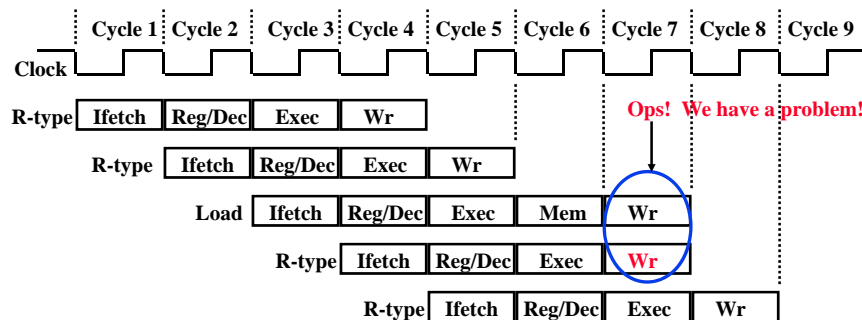 Cycle 1 Cycle 2 Cycle 3 Cycle 4 Cycle 5 Cycle 6 Cycle 7 Cycle 8 Cycle 9
Clock
Ops! We have a problem!
R-type Ifetch Reg/Dec Exec Wr
R-type Ifetch Reg/Dec Exec Wr
Load Ifetch Reg/Dec Exec Mem Wr
R-type Ifetch Reg/Dec Exec Wr
R-type Ifetch Reg/Dec Exec Wr